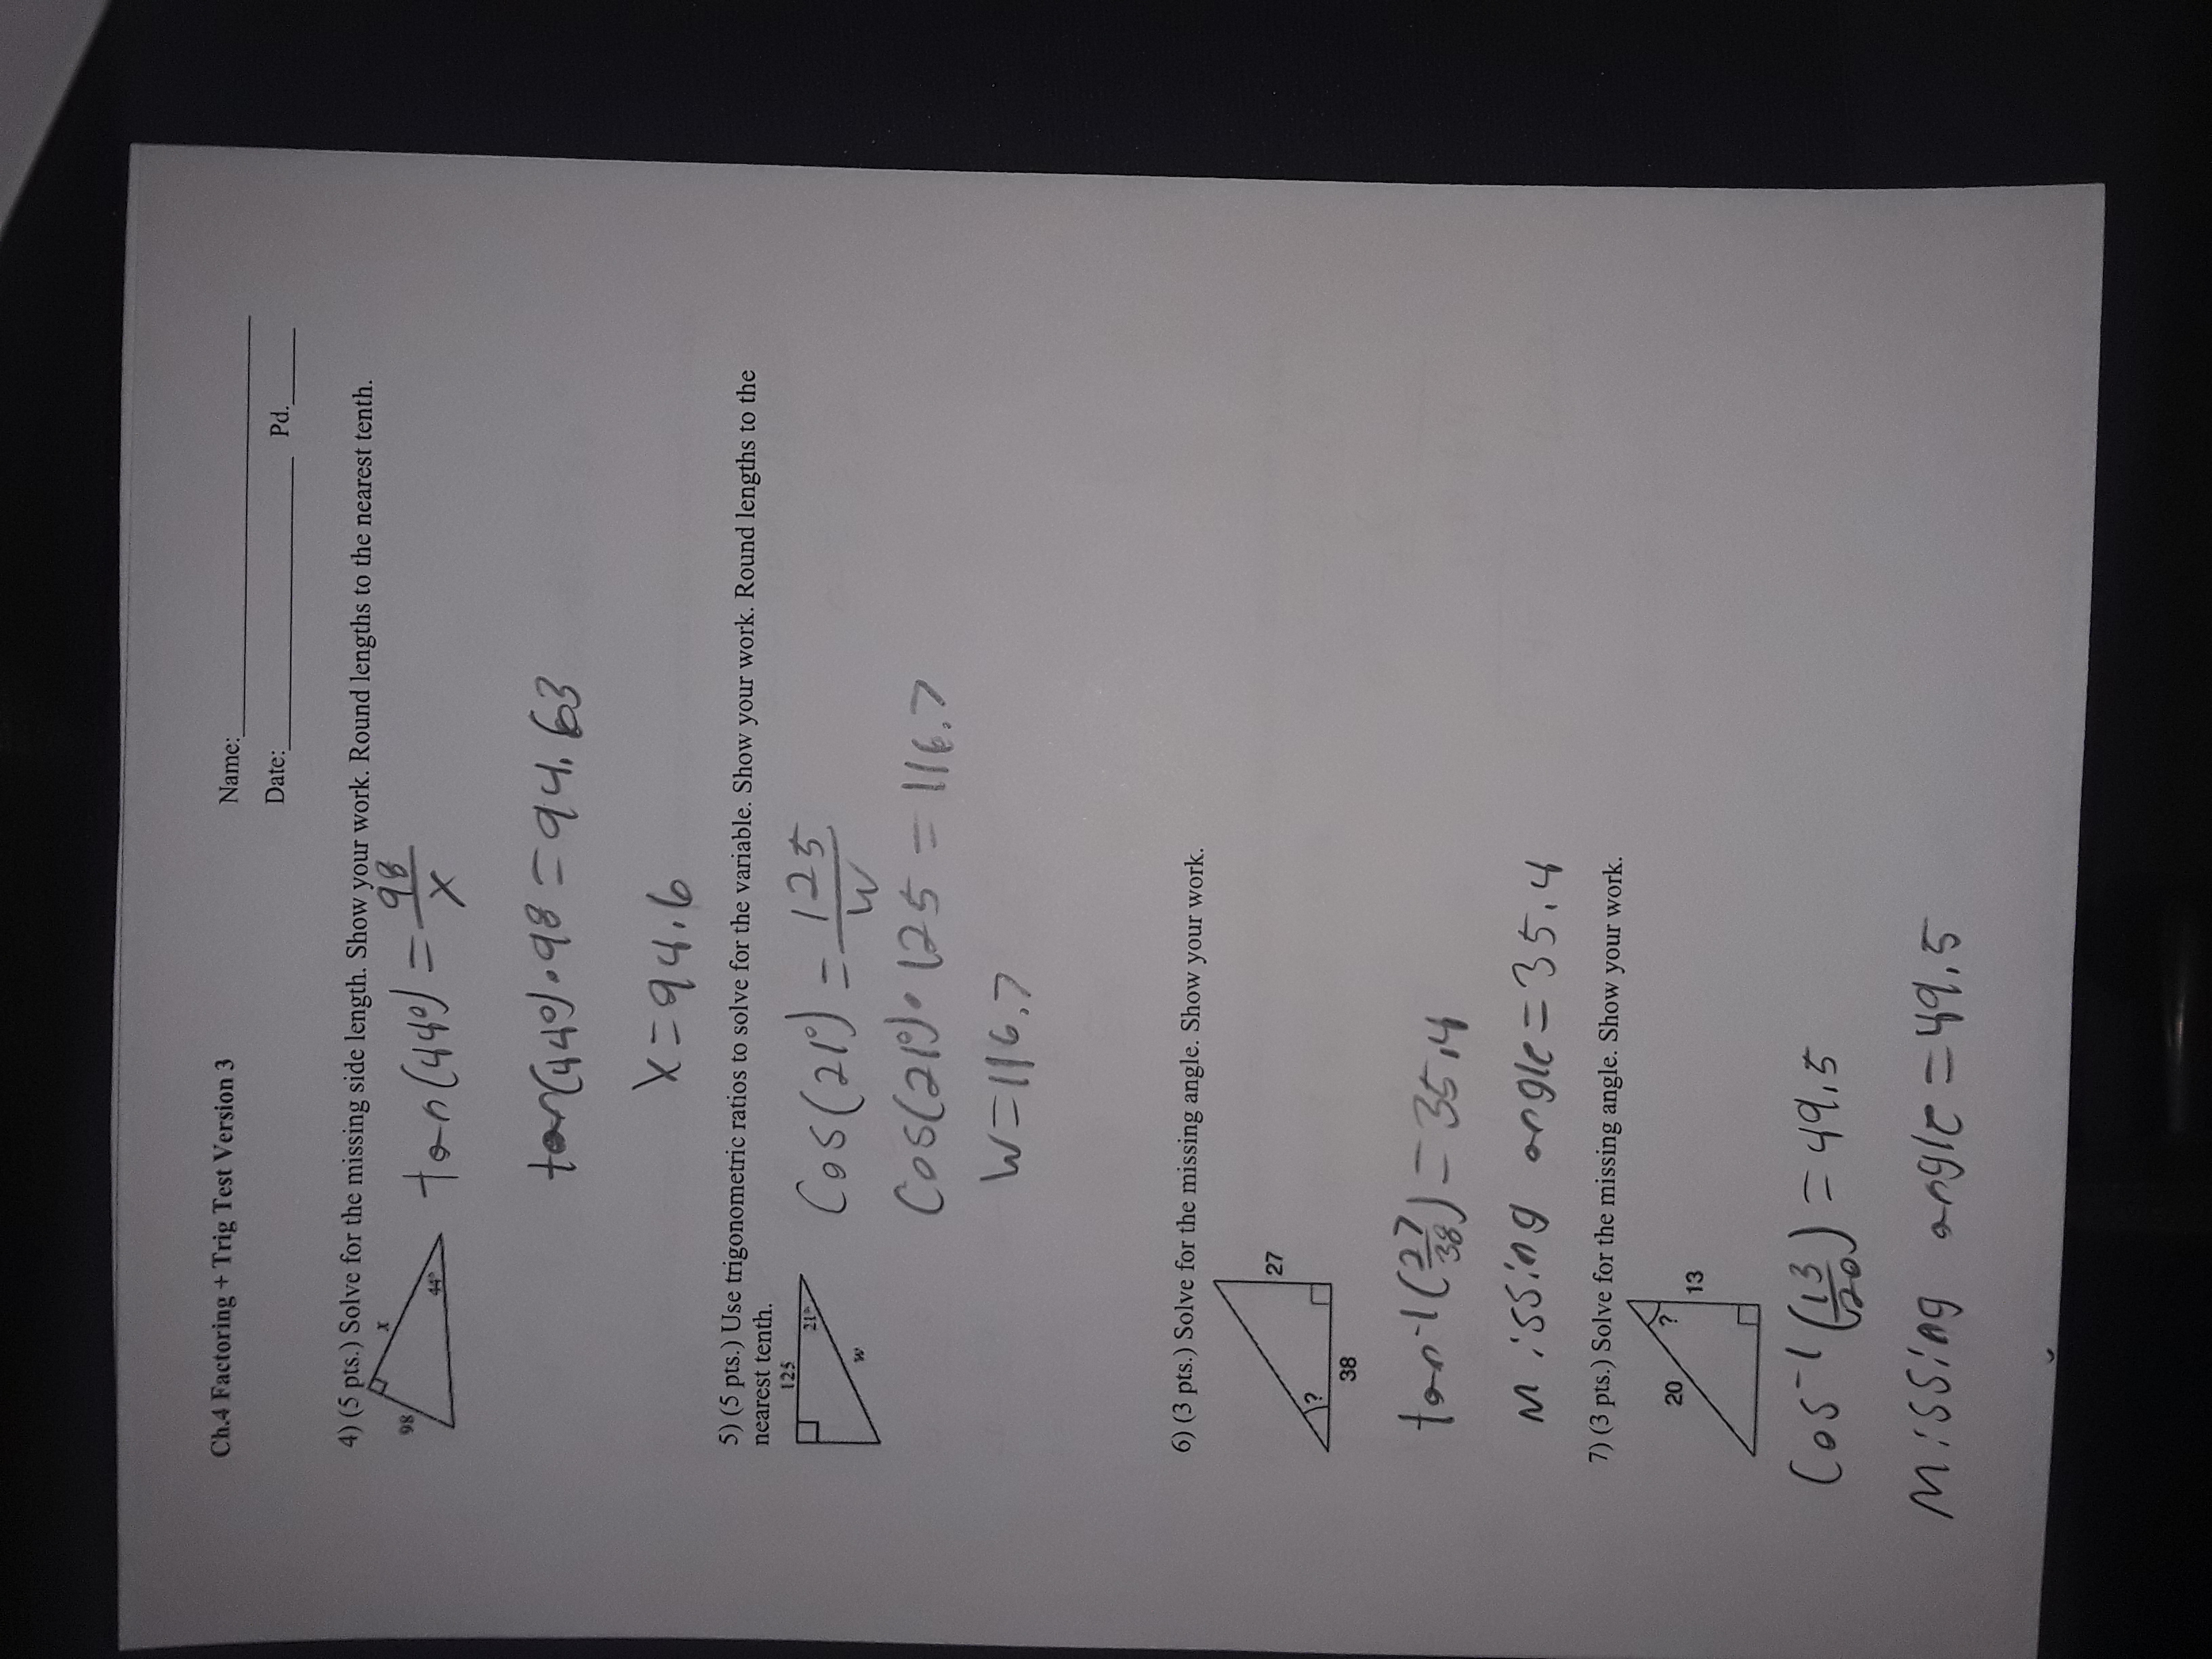 Ch.4 Factoring + Trig Test Version 3
Name:
Date: Pd.
4) (5 pts.) Solve for the missing side length. Show your work. Round lengths to the nearest tenth.
x
98
44°
tan(44°) = 98/x
tan(44°)•98 = 94.63
x=94.6
5) (5 pts.) Use trigonometric ratios to solve for the variable. Show your work. Round lengths to the
nearest tenth.
125
21°
w
Cos(21°) = 125/W
Cos(21°)• 125 = 116.7
W=116.7
6) (3 pts.) Solve for the missing angle. Show your work.
27
?
38
tan-1(27/38) = 35.4
Missing angle = 35.4
7) (3 pts.) Solve for the missing angle. Show your work.
20
?
13
Cos-1(13/20) = 49.5
Missing angle = 49.5